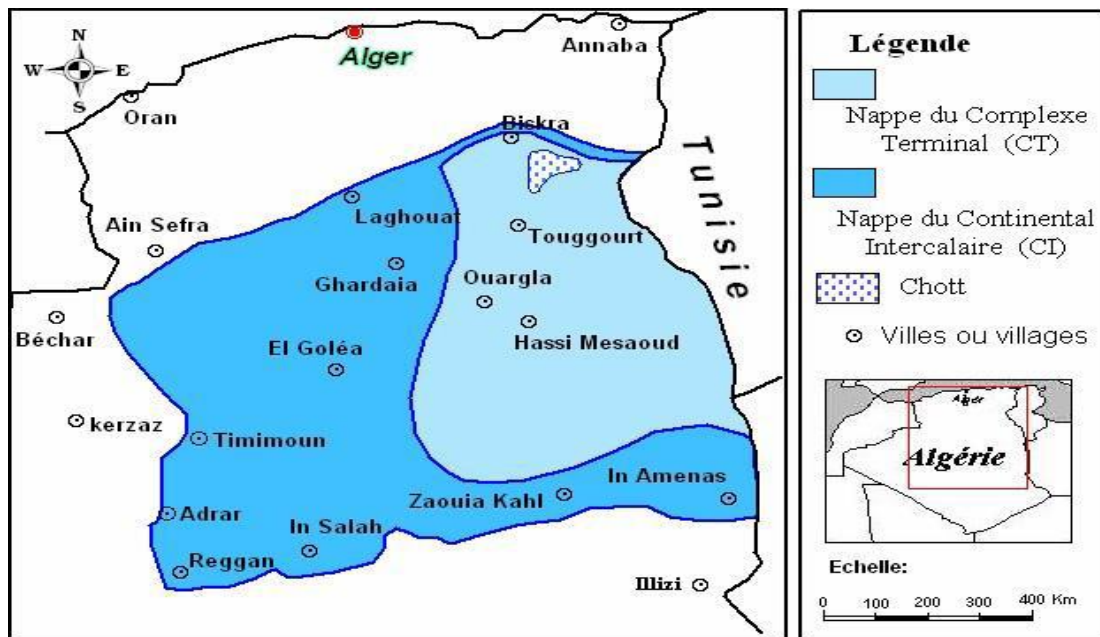 N
W E
S
Alger
Annaba
Oran
Biskra
Tunisie
Laghouat
Ain Sefra
Touggourt
Ghardaia
Ouargla
Béchar
Hassi Mesaoud
El Goléa
kerzaz
Timimoun
In Amenas
Zaouia Kahl
Adrar
In Salah
Reggan
Illizi
Légende
Nappe du Complexe
Terminal (CT)
Nappe du Continental
Intercalaire (CI)
Chott
Villes ou villages
Alger
Algérie
Echelle:
0 100 200 300 400 Km